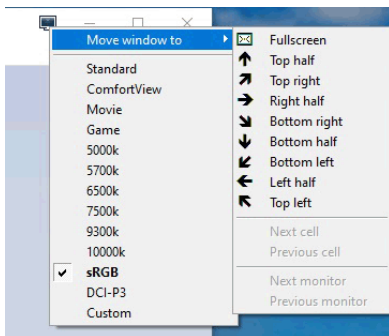 Move window to
Standard
ComfortView
Movie
Game
5000k
5700k
6500k
7500k
9300k
10000k
sRGB
DCI-P3
Custom
Fullscreen
Top half
Top right
Right half
Bottom right
Bottom half
Bottom left
Left half
Top left
Next cell
Previous cell
Next monitor
Previous monitor